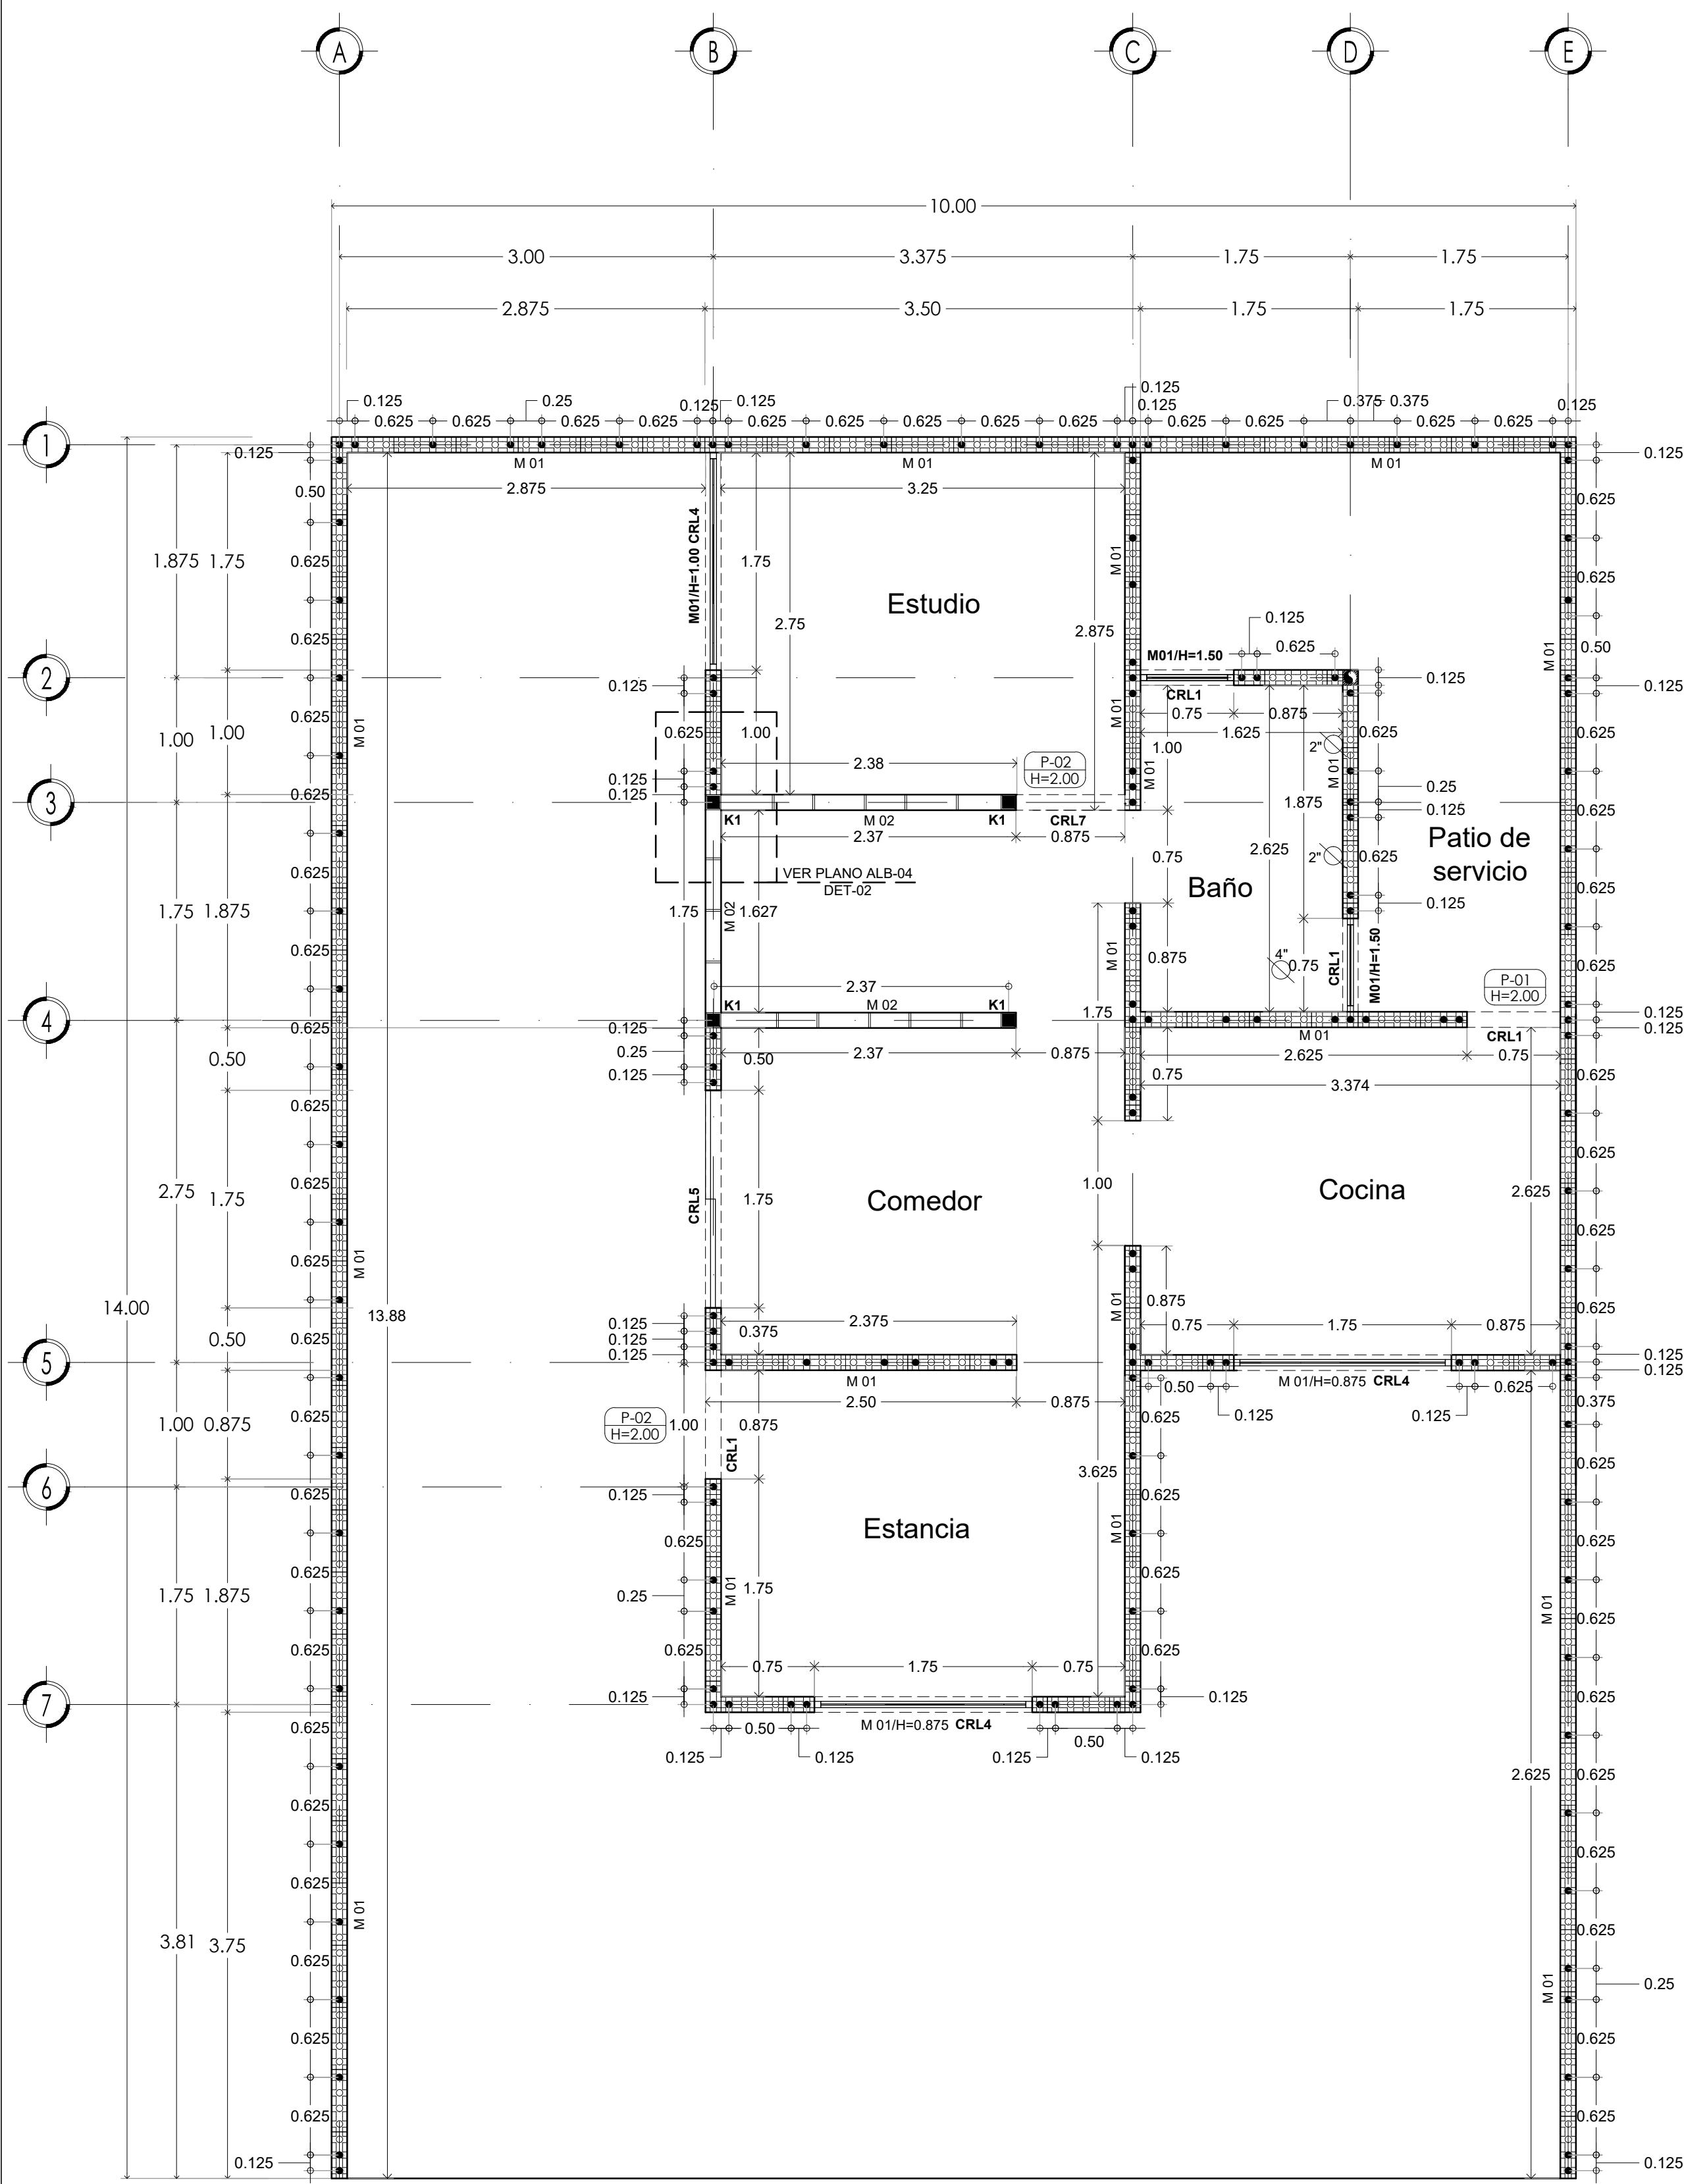 A B C D E
10.00
3.00 3.375 1.75 1.75
2.875 3.50 1.75 1.75
0.125 0.25 0.125 0.125 0.125 0.375 0.375 0.125
0.625 0.625 0.625 0.625 0.125 0.625 0.625 0.625 0.625 0.625 0.625 0.625 0.625 0.625
1
0.125 M 01 M 01 M 01 0.125
0.50 2.875 3.25 0.625
M01/H=1.00 CRL4
1.875 1.75 0.625 1.75 M 01 0.625
Estudio
0.125
0.625 2.75 2.875 0.625 M 01 0.50
M01/H=1.50
2
0.125 0.125 0.125
CRL1
0.625 M 01 0.75 0.875
1.00 1.00 M 01 0.625 1.00 1.625 0.625 0.625
1.00 2" M 01
2.38 P-02
H=2.00
M 01
0.125 0.25
3
0.625 0.125 1.875 0.125 0.625
K1 M 02 K1 CRL7
2.37 0.875
Patio de
servicio
0.75 2.625 2" 0.625 0.625
VER PLANO ALB-04
DET-02
0.625
Baño
1.75 1.875 1.75 M 02 1.627 0.125
0.625 M 01 0.875 4" 0.75 CRL1 M01/H=1.50 0.625
2.37 P-01
H=2.00
K1 M 02 K1
4
1.75 0.125
0.625 0.125 M 01 CRL1 0.125
0.50 0.25 2.37 0.875 2.625 0.75
0.50
0.125 0.75 3.374 0.625
0.625
1.00 0.625
2.75 1.75 0.625 CRL5 1.75 Comedor Cocina 2.625
0.625 M 01 0.625
0.875
14.00 13.88 M 01 0.625
0.125 2.375 0.75 1.75 0.875
0.50 0.625 0.125 0.375
5
0.125 0.125
M 01 0.50 M 01/H=0.875 CRL4 0.625 0.125
2.50 0.875 0.375
P-02
H=2.00
1.00 0.875 0.625 1.00 0.875 0.625 0.125 0.125
CRL1 3.625 0.625
6
0.625 0.125 0.625 0.625
Estancia
0.625 M 01
0.625 0.625 0.625
1.75 1.875 0.25 M 01 1.75 M 01 0.625
0.625 0.625 0.625 0.625
0.75 1.75 0.75
0.125 0.125
7
0.625 0.50 M 01/H=0.875 CRL4 0.50 0.625
0.125 0.125 0.125 0.125
2.625 0.625
0.625
0.625 0.625
M 01
3.81 3.75 0.625 0.625
M 01 0.25
0.625 0.625
0.625 0.625
0.125 0.125